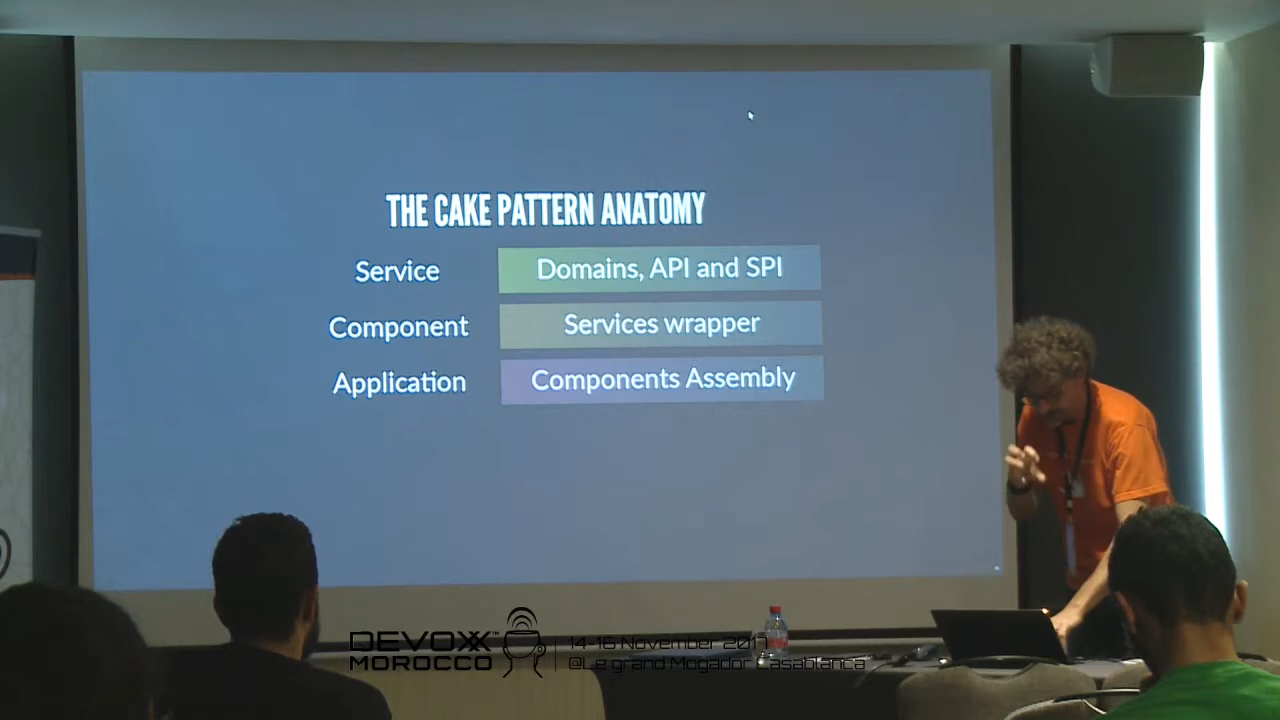 THE CAKE PATTERN ANATOMY
Service Domains, API and SPI
Component Services wrapper
Application Components Assembly
DEVOXX™ 14-16 November 2017
MOROCCO @Le grand Mogador Casablanca